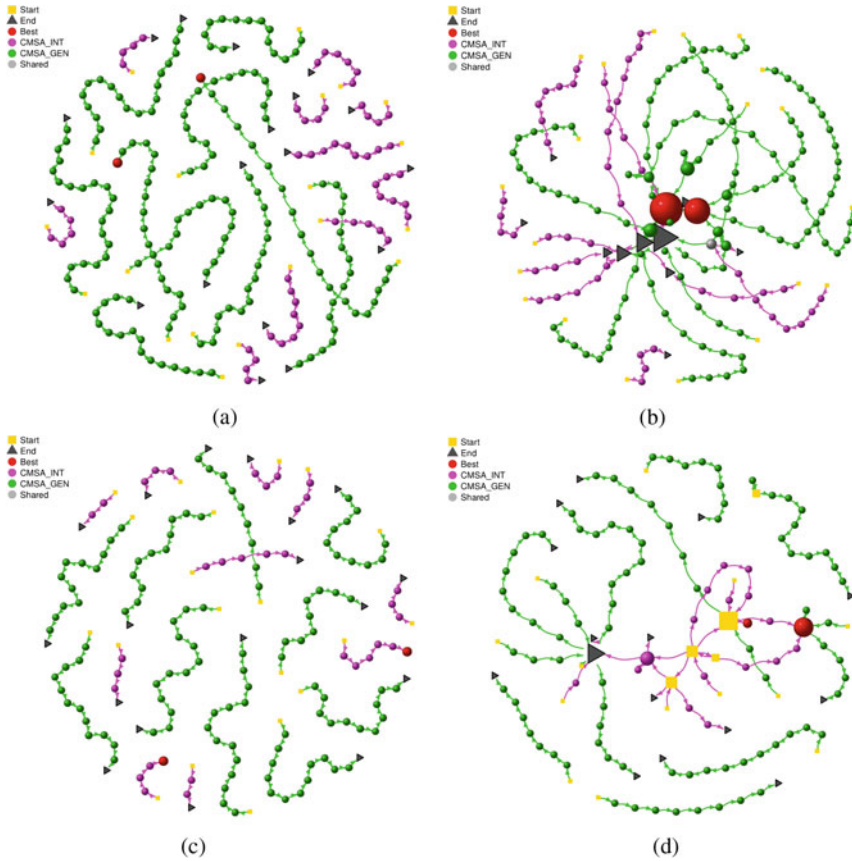 Start
End
Best
CMSA_INT
CMSA_GEN
Shared
(a)
Start
End
Best
CMSA_INT
CMSA_GEN
Shared
(b)
Start
End
Best
CMSA_INT
CMSA_GEN
Shared
(c)
Start
End
Best
CMSA_INT
CMSA_GEN
Shared
(d)